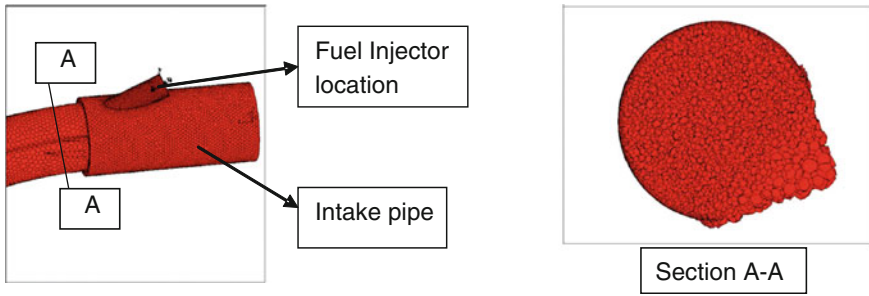 A
A
Fuel Injector
location
Intake pipe
Section A-A